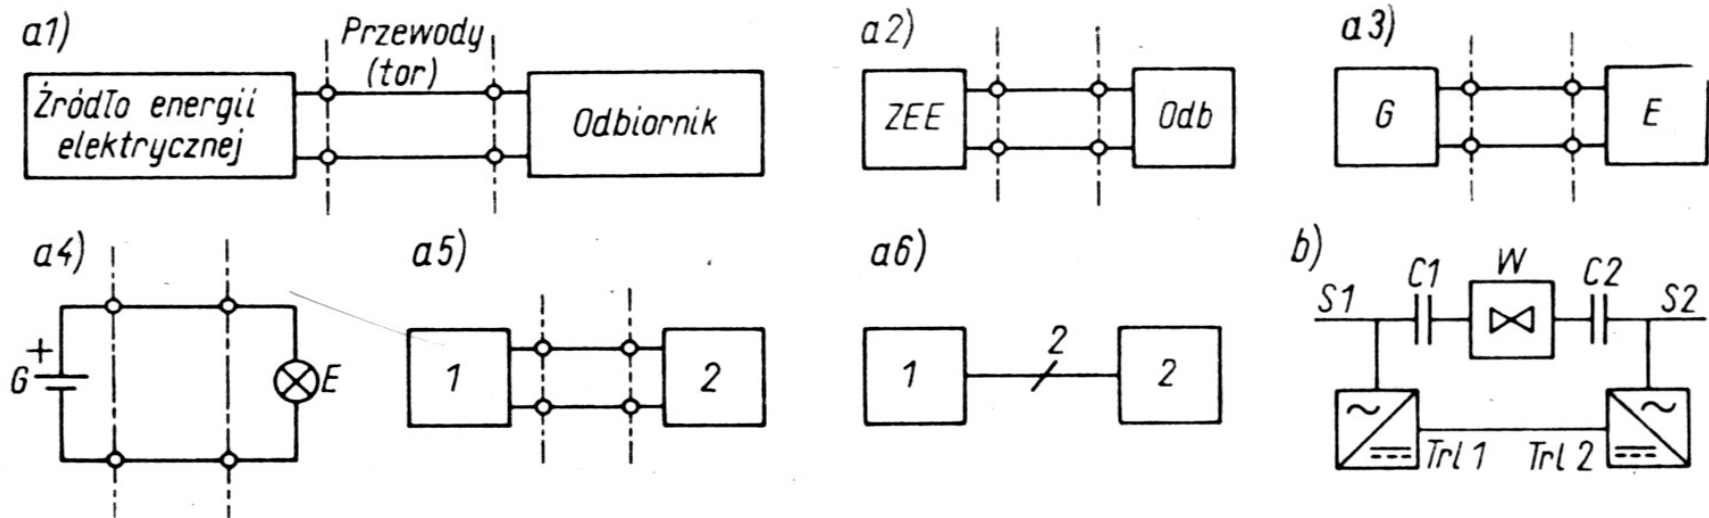 a1)
Przewody
(tor)
Źródło energii
elektrycznej
Odbiornik
a2)
ZEE
Odb
a3)
G
E
a4)
+
G
E
a5)
1
2
a6)
1
2
2
b)
S1
C1
W
C2
S2
~
~
Trl 1
Trl 2